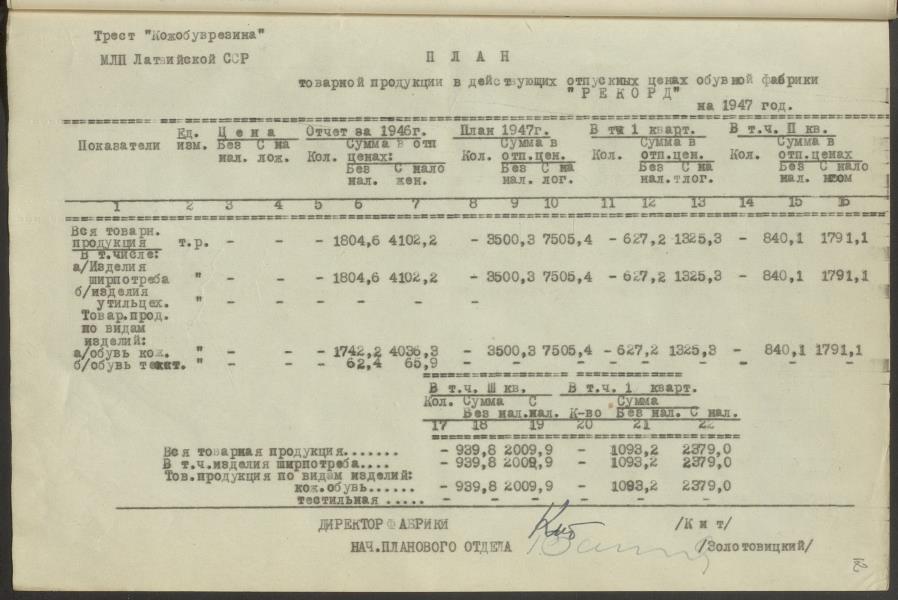 Трест "Кожобуврезина"
МЛП Латвийской ССР
П Л А Н
товарной продукции в действующих отпускных ценах обувной фабрики
"Р Е К О Р Д"
на 1947 год.
Ед. Ц е н а Отчет за 1946г. План 1947г. В тч 1 кварт. В т.ч. П кв.
Показатели изм. Без С на Сумма в отп Сумма в Сумма в Сумма в
нал. лож. Кол. ценах: Кол. отп.цен. Кол. отп.цен. Кол. отп.ценах
Без С нало Без С на Без С на Без С нало
нал. жен. нал. лог. нал. тлог. нал. гом
1 2 3 4 5 6 7 8 9 10 11 12 13 14 15 16
Вся товарн.
продукция т.р. - - - 1804,6 4102,2 - 3500,3 7505,4 - 627,2 1325,3 - 840,1 1791,1
В т.числе:
а/Изделия
ширпотреба " - - - 1804,6 4102,2 - 3500,3 7505,4 - 627,2 1325,3 - 840,1 1791,1
б/изделия
утильцех. " - - - - - -
Товар.прод.
по видам
изделий:
а/обувь кож. " - - - 1742,2 4036,3 - 3500,3 7505,4 - 627,2 1325,3 - 840,1 1791,1
б/обувь текст. " - - - 62,4 65,9 - - - - - - - - -
В т.ч. Ш кв. В т.ч. 1 кварт.
Кол. Сумма С Сумма
Без нал.нал. К-во Без нал. С нал.
17 18 19 20 21 22
Вся товарная продукция....... - 939,8 2009,9 - 1093,2 2379,0
В т.ч.изделия ширпотреба.... - 939,8 2009,9 - 1093,2 2379,0
Тов.продукция по видам изделий:
кож.обувь...... - 939,8 2009,9 - 1093,2 2379,0
тестильная ..... - - - - - -
ДИРЕКТОР ФАБРИКИ Кит /К и т/
НАЧ.ПЛАНОВОГО ОТДЕЛА /Золотовицкий/